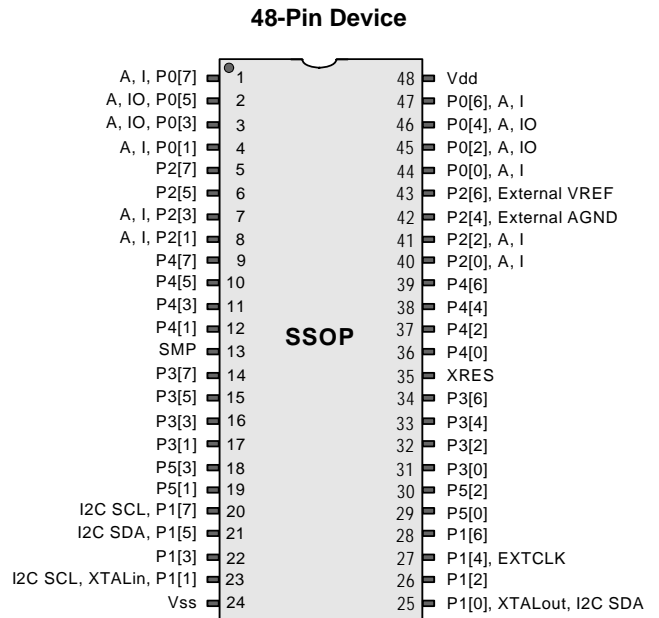 48-Pin Device
A, I, P0[7] 1 48 Vdd
A, IO, P0[5] 2 47 P0[6], A, I
A, IO, P0[3] 3 46 P0[4], A, IO
A, I, P0[1] 4 45 P0[2], A, IO
P2[7] 5 44 P0[0], A, I
P2[5] 6 43 P2[6], External VREF
A, I, P2[3] 7 42 P2[4], External AGND
A, I, P2[1] 8 41 P2[2], A, I
P4[7] 9 40 P2[0], A, I
P4[5] 10 39 P4[6]
P4[3] 11 38 P4[4]
P4[1] 12 SSOP 37 P4[2]
SMP 13 36 P4[0]
P3[7] 14 35 XRES
P3[5] 15 34 P3[6]
P3[3] 16 33 P3[4]
P3[1] 17 32 P3[2]
P5[3] 18 31 P3[0]
P5[1] 19 30 P5[2]
I2C SCL, P1[7] 20 29 P5[0]
I2C SDA, P1[5] 21 28 P1[6]
P1[3] 22 27 P1[4], EXTCLK
I2C SCL, XTALin, P1[1] 23 26 P1[2]
Vss 24 25 P1[0], XTALout, I2C SDA